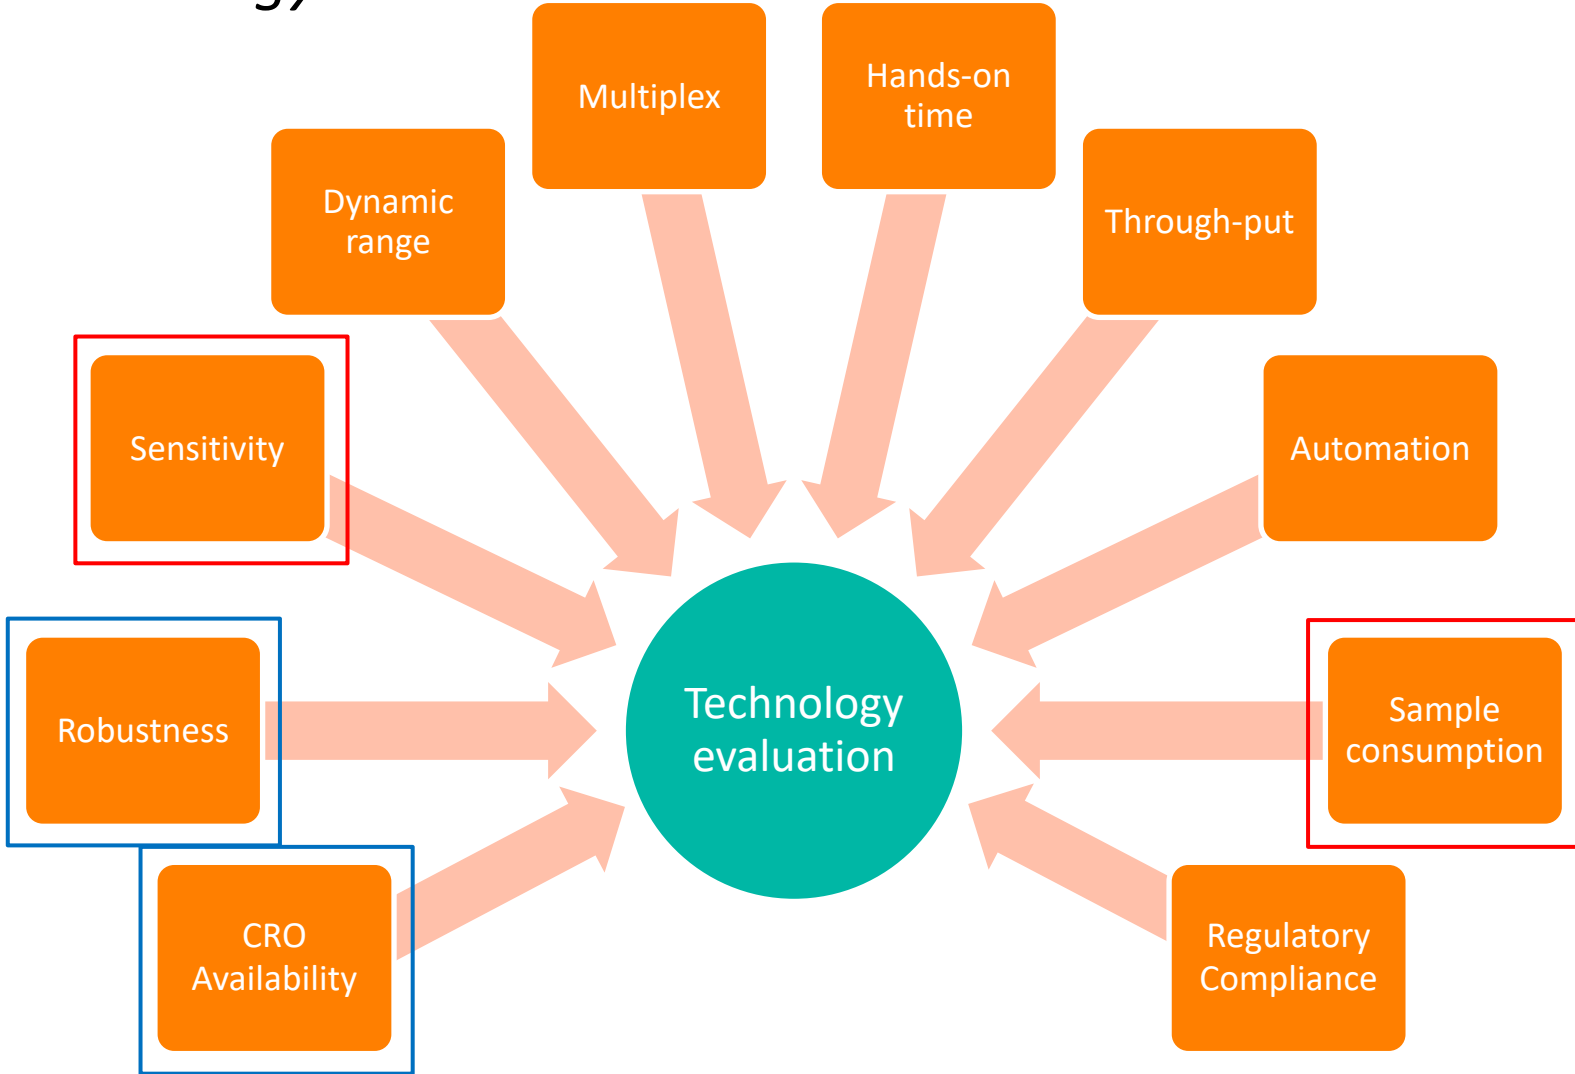 Multiplex
Hands-on
time
Dynamic
range
Through-put
Sensitivity
Automation
Robustness
Technology
evaluation
Sample
consumption
CRO
Availability
Regulatory
Compliance